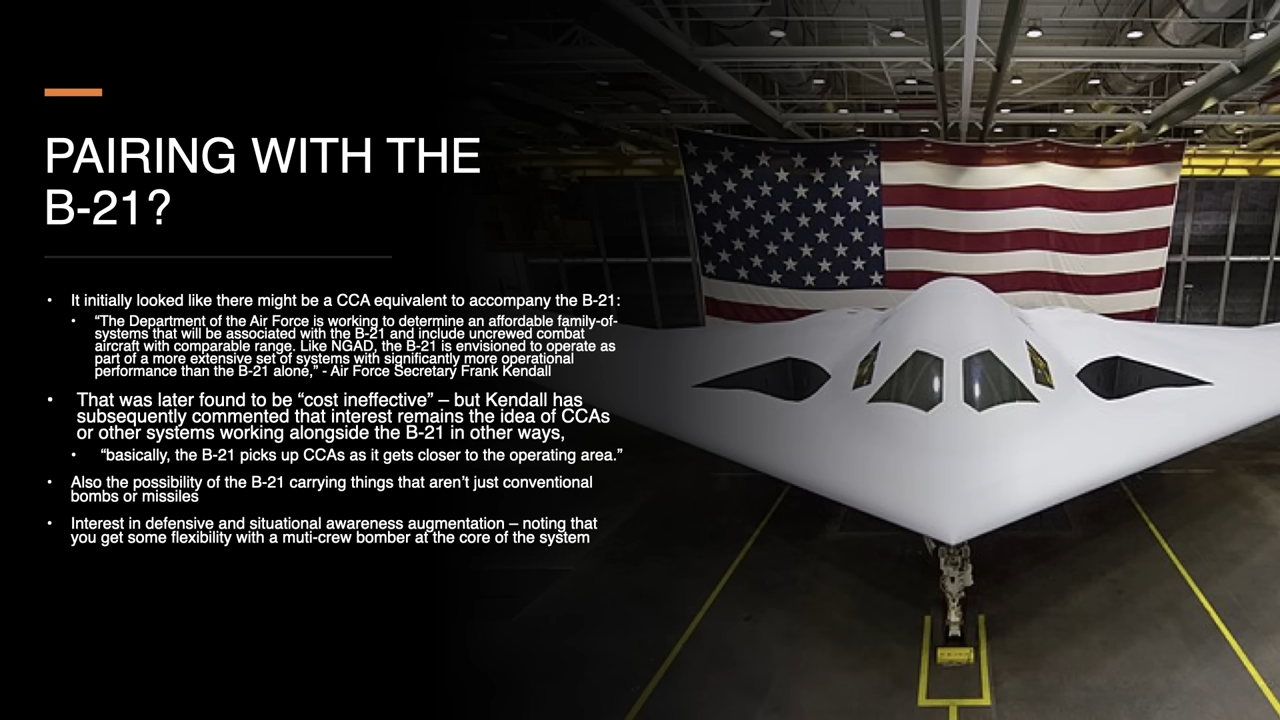 PAIRING WITH THE
B-21?
• It initially looked like there might be a CCA equivalent to accompany the B-21:
• “The Department of the Air Force is working to determine an affordable family-of-
systems that will be associated with the B-21 and include uncrewed combat
aircraft with comparable range. Like NGAD, the B-21 is envisioned to operate as
part of a more extensive set of systems with significantly more operational
performance than the B-21 alone,” - Air Force Secretary Frank Kendall
• That was later found to be “cost ineffective” – but Kendall has
subsequently commented that interest remains the idea of CCAs
or other systems working alongside the B-21 in other ways,
• “basically, the B-21 picks up CCAs as it gets closer to the operating area.”
• Also the possibility of the B-21 carrying things that aren’t just conventional
bombs or missiles
• Interest in defensive and situational awareness augmentation – noting that
you get some flexibility with a muti-crew bomber at the core of the system